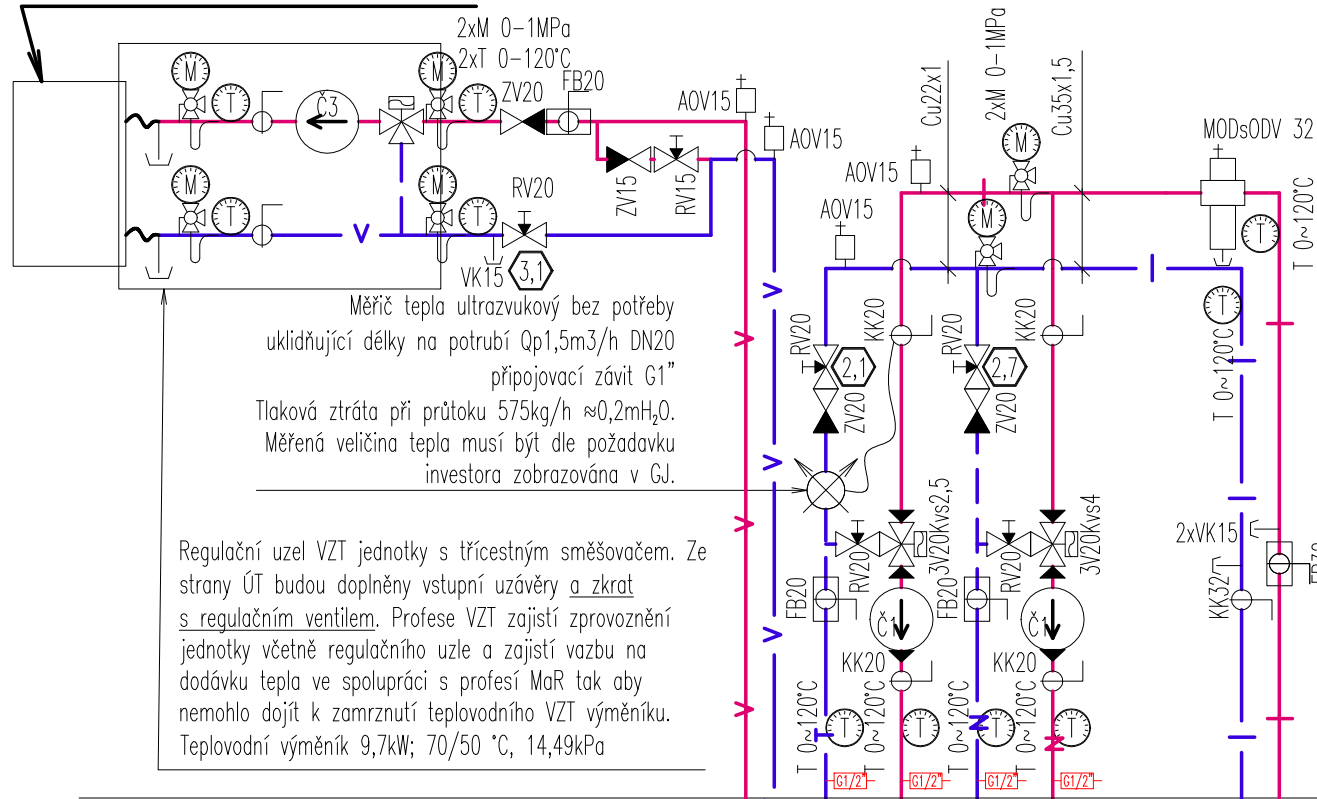 2xM 0-1MPa
2xT 0-120°C
ZV20
FB20
M
T
Č3
M
T
AOV15
AOV15
ZV15
RV15
M
T
M
T
RV20
VK15
3,1
Cu22x1
2xM 0-1MPa
Cu35x1,5
MODsODV 32
AOV15
AOV15
M
M
T
T 0~120°C
T
T 0~120°C
Měřič tepla ultrazvukový bez potřeby
uklidňující délky na potrubí Qp1,5m3/h DN20
připojovací závit G1"
Tlaková ztráta při průtoku 575kg/h ≈0,2mH₂O.
Měřená veličina tepla musí být dle požadavku
investora zobrazována v GJ.
RV20
2,1
ZV20
KK20
RV20
2,7
ZV20
KK20
Regulační uzel VZT jednotky s třícestným směšovačem. Ze
strany ÚT budou doplněny vstupní uzávěry a zkrat
s regulačním ventilem. Profese VZT zajistí zprovoznění
jednotky včetně regulačního uzle a zajistí vazbu na
dodávku tepla ve spolupráci s profesí MaR tak aby
nemohlo dojít k zamrznutí teplovodního VZT výměníku.
Teplovodní výměník 9,7kW; 70/50 °C, 14,49kPa
RV20
3V20Kvs2,5
RV20
3V20Kvs4
2xVK15
FB20
Č1
FB20
Č1
KK32
KK20
KK20
T 0~120°C
T
T 0~120°C
T
T 0~120°C
T
T 0~120°C
T
G1/2"
G1/2"
G1/2"
G1/2"